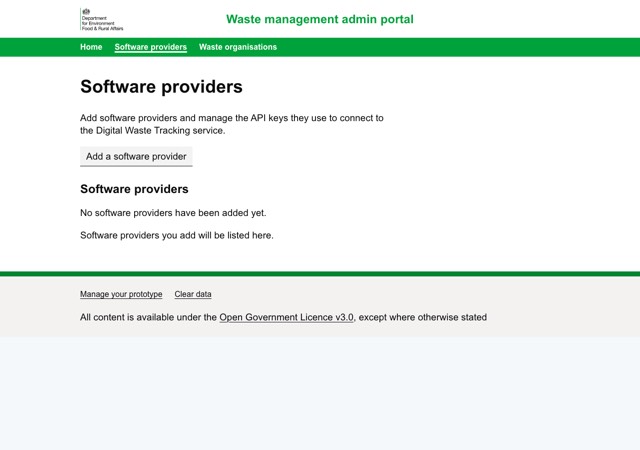 Department
for Environment
Food & Rural Affairs
Waste management admin portal
Home Software providers Waste organisations
Software providers
Add software providers and manage the API keys they use to connect to
the Digital Waste Tracking service.
Add a software provider
Software providers
No software providers have been added yet.
Software providers you add will be listed here.
Manage your prototype Clear data
All content is available under the Open Government Licence v3.0, except where otherwise stated